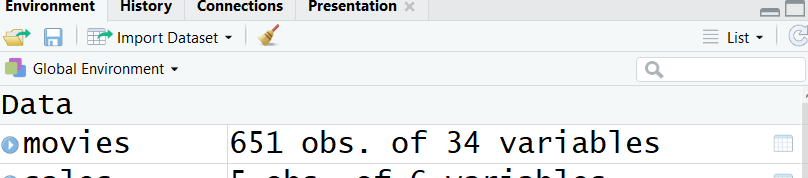 Environment History Connections Presentation
Import Dataset List
Global Environment
Data
movies 651 obs. of 34 variables